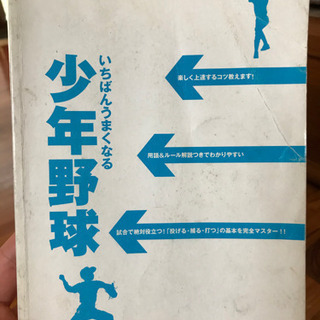 いちばんうまくなる
少年野球
楽しく上達するコツ教えます!
用語&ルール解説つきでわかりやすい
試合で絶対役立つ!「投げる・捕る・打つ」の基本を完全マスター!!